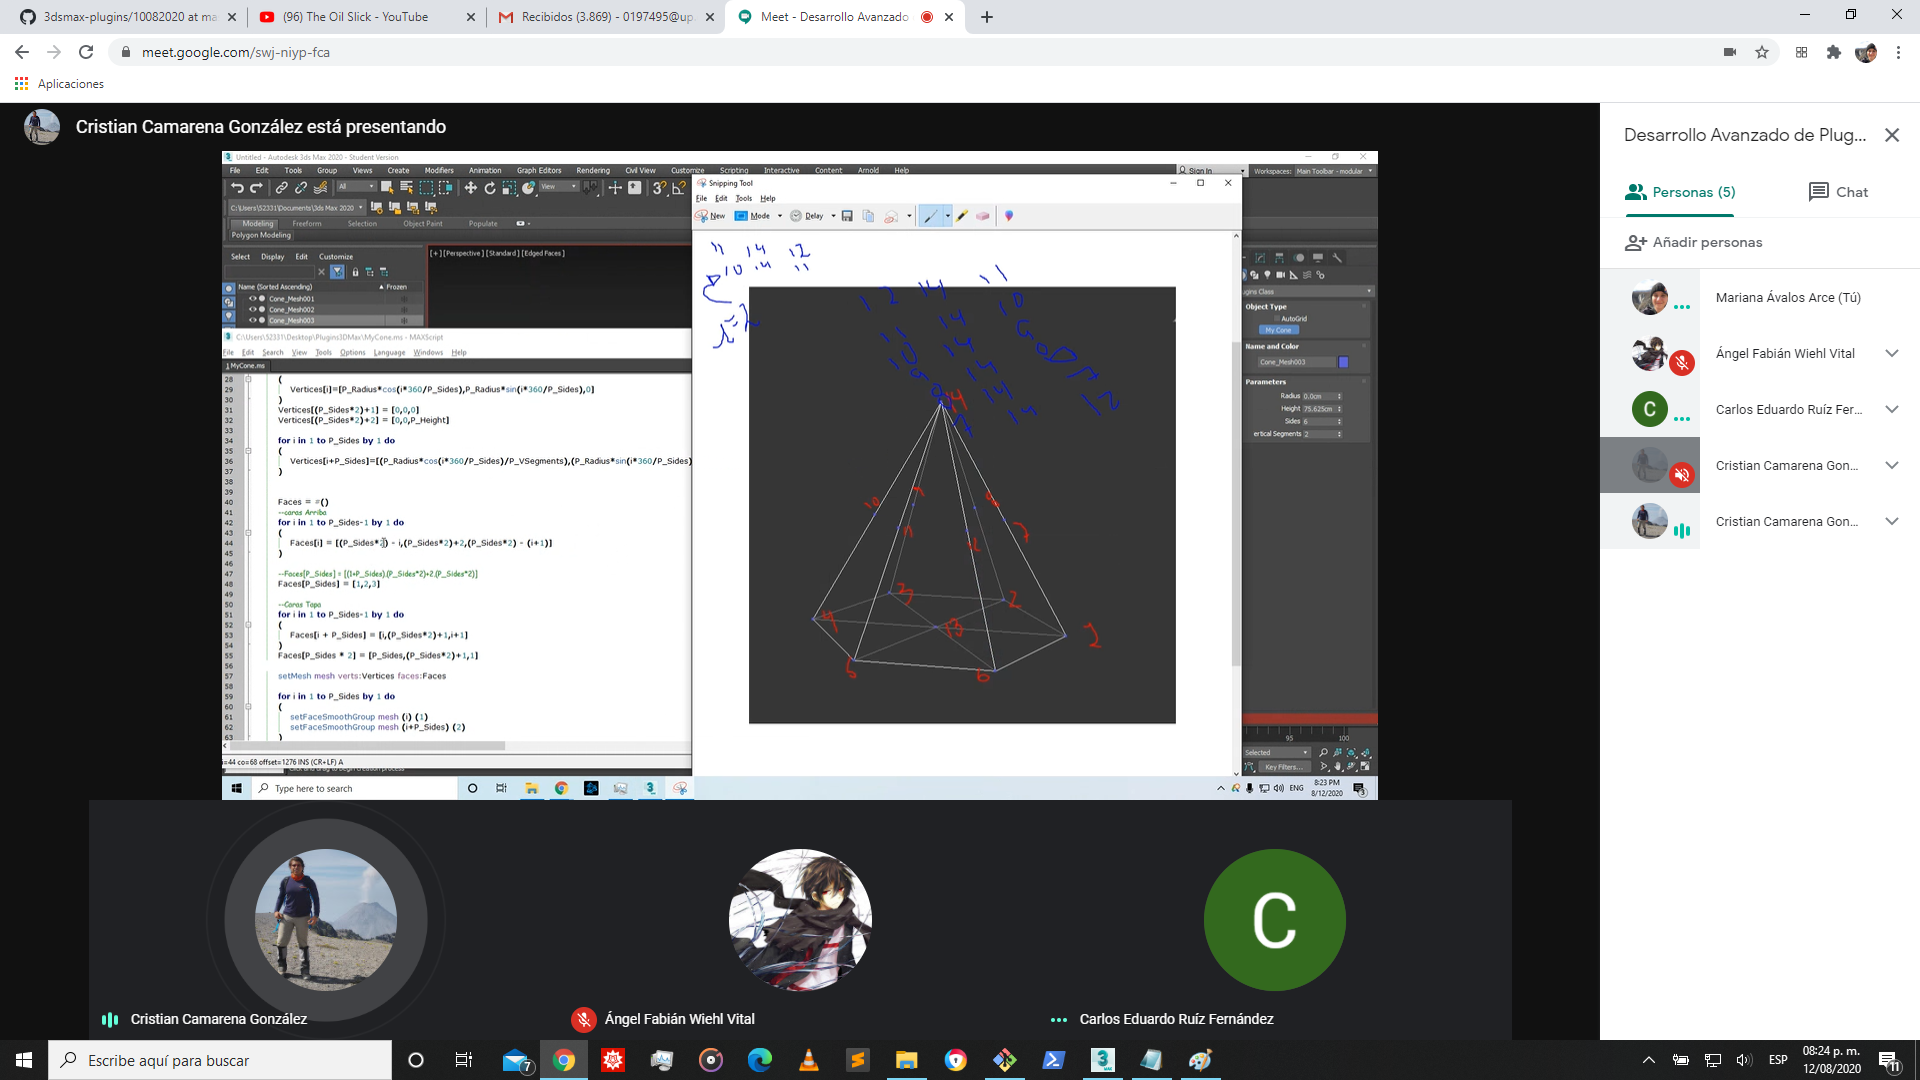 3dsmax-plugins/10082020 at ma
(96) The Oil Slick - YouTube
Recibidos (3.869) - 0197495@up.
Meet - Desarrollo Avanzado
meet.google.com/swj-niyp-fca
Aplicaciones
Cristian Camarena González está presentando
Untitled - Autodesk 3ds Max 2020 - Student Version
File Edit Tools Group Views Create Modifiers Animation Graph Editors Rendering Civil View Customize Scripting Interactive Content Arnold Help
Sign In
Workspaces: Main Toolbar - modular
All
View
C:\Users\52331\Documents\3ds Max 2020
Modeling Freeform Selection Object Paint Populate
Polygon Modeling
Select Display Edit Customize
Name (Sorted Ascending) Frozen
Cone_Mesh001
Cone_Mesh002
Cone_Mesh003
[+] [Perspective] [Standard] [Edged Faces]
C:\Users\52331\Desktop\Plugins3DMax\MyCone.ms - MAXScript
File Edit Search View Tools Options Language Windows Help
1 MyCone.ms
28 (
29 Vertices[i]=[P_Radius*cos(i*360/P_Sides),P_Radius*sin(i*360/P_Sides),0]
30 )
31 Vertices[(P_Sides*2)+1] = [0,0,0]
32 Vertices[(P_Sides*2)+2] = [0,0,P_Height]
33
34 for i in 1 to P_Sides by 1 do
35 (
36 Vertices[i+P_Sides]=[(P_Radius*cos(i*360/P_Sides)/P_VSegments),(P_Radius*sin(i*360/P_Sides)
37 )
38
39
40 Faces = #()
41 --caras Arriba
42 for i in 1 to P_Sides-1 by 1 do
43 (
44 Faces[i] = [(P_Sides*2) - i,(P_Sides*2)+2,(P_Sides*2) - (i+1)]
45 )
46
47 --Faces[P_Sides] = [(1+P_Sides),(P_Sides*2)+2,(P_Sides*2)]
48 Faces[P_Sides] = [1,2,3]
49
50 --Caras Tapa
51 for i in 1 to P_Sides-1 by 1 do
52 (
53 Faces[i + P_Sides] = [i,(P_Sides*2)+1,i+1]
54 )
55 Faces[P_Sides * 2] = [P_Sides,(P_Sides*2)+1,1]
56
57 setMesh mesh verts:Vertices faces:Faces
58
59 for i in 1 to P_Sides by 1 do
60 (
61 setFaceSmoothGroup mesh (i) (1)
62 setFaceSmoothGroup mesh (i+P_Sides) (2)
63 )
i=44 co=68 offset=1276 INS (CR+LF) A
Snipping Tool
File Edit Tools Help
New Mode Delay
11 14 12
10 14 11
i=2
12 14 11
11 14 10
10 14 9
14
14
14
12
14
10
9
11
12
7
3
2
4
13
1
5
6
Object Type
AutoGrid
My Cone
Name and Color
Cone_Mesh003
Parameters
Radius 0.0cm
Height 75.625cm
Sides 6
ertical Segments 2
95 100
Selected
Key Filters...
Type here to search
ENG
8:23 PM
8/12/2020
3
Desarrollo Avanzado de Plug...
Personas (5)
Chat
Añadir personas
Mariana Ávalos Arce (Tú)
Ángel Fabián Wiehl Vital
C
Carlos Eduardo Ruíz Fer...
Cristian Camarena Gon...
Cristian Camarena Gon...
C
Cristian Camarena González
Ángel Fabián Wiehl Vital
Carlos Eduardo Ruíz Fernández
Escribe aquí para buscar
7
ESP
08:24 p. m.
12/08/2020
11